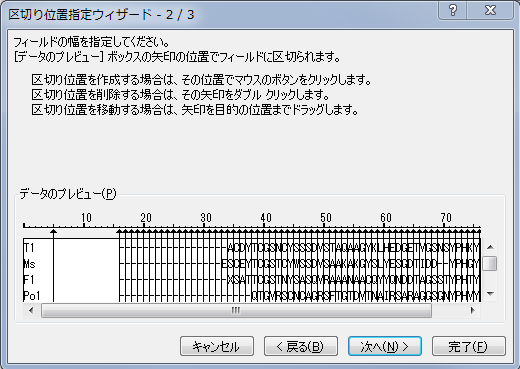 区切り位置指定ウィザード - 2 / 3
フィールドの幅を指定してください。
[データのプレビュー] ボックスの矢印の位置でフィールドに区切られます。
区切り位置を作成する場合は、その位置でマウスのボタンをクリックします。
区切り位置を削除する場合は、その矢印をダブル クリックします。
区切り位置を移動する場合は、矢印を目的の位置までドラッグします。
データのプレビュー(P)
10 20 30 40 50 60 70
T1 ------------------ACDYTCGSNCYSSSDVSTAQAAGYKLHEDGETVGSNSYPHKY
Ms -----------------ESCEYTCGSTCYWSSDVSAAKAKGYSLYESGDTIDD--YPHGY
F1 ------------------XSATTCGSTNYSASQVRAAANAACQYYQNDDTAGSSTYPHTY
Po1 ----------------------QTGVRSCNCAGRSFTGTDVTNAIRSARAGGSGNYPHKY
キャンセル
< 戻る(B)
次へ(N) >
完了(F)